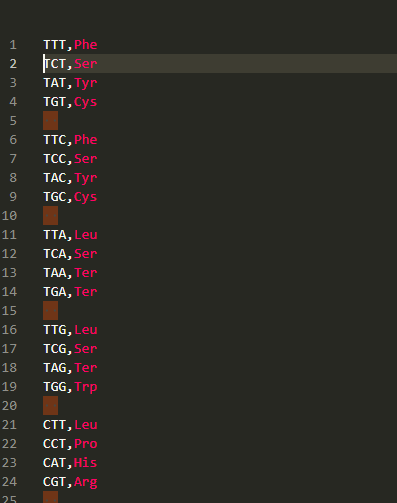 1 TTT,Phe
2 TCT,Ser
3 TAT,Tyr
4 TGT,Cys
5
6 TTC,Phe
7 TCC,Ser
8 TAC,Tyr
9 TGC,Cys
10
11 TTA,Leu
12 TCA,Ser
13 TAA,Ter
14 TGA,Ter
15
16 TTG,Leu
17 TCG,Ser
18 TAG,Ter
19 TGG,Trp
20
21 CTT,Leu
22 CCT,Pro
23 CAT,His
24 CGT,Arg
25